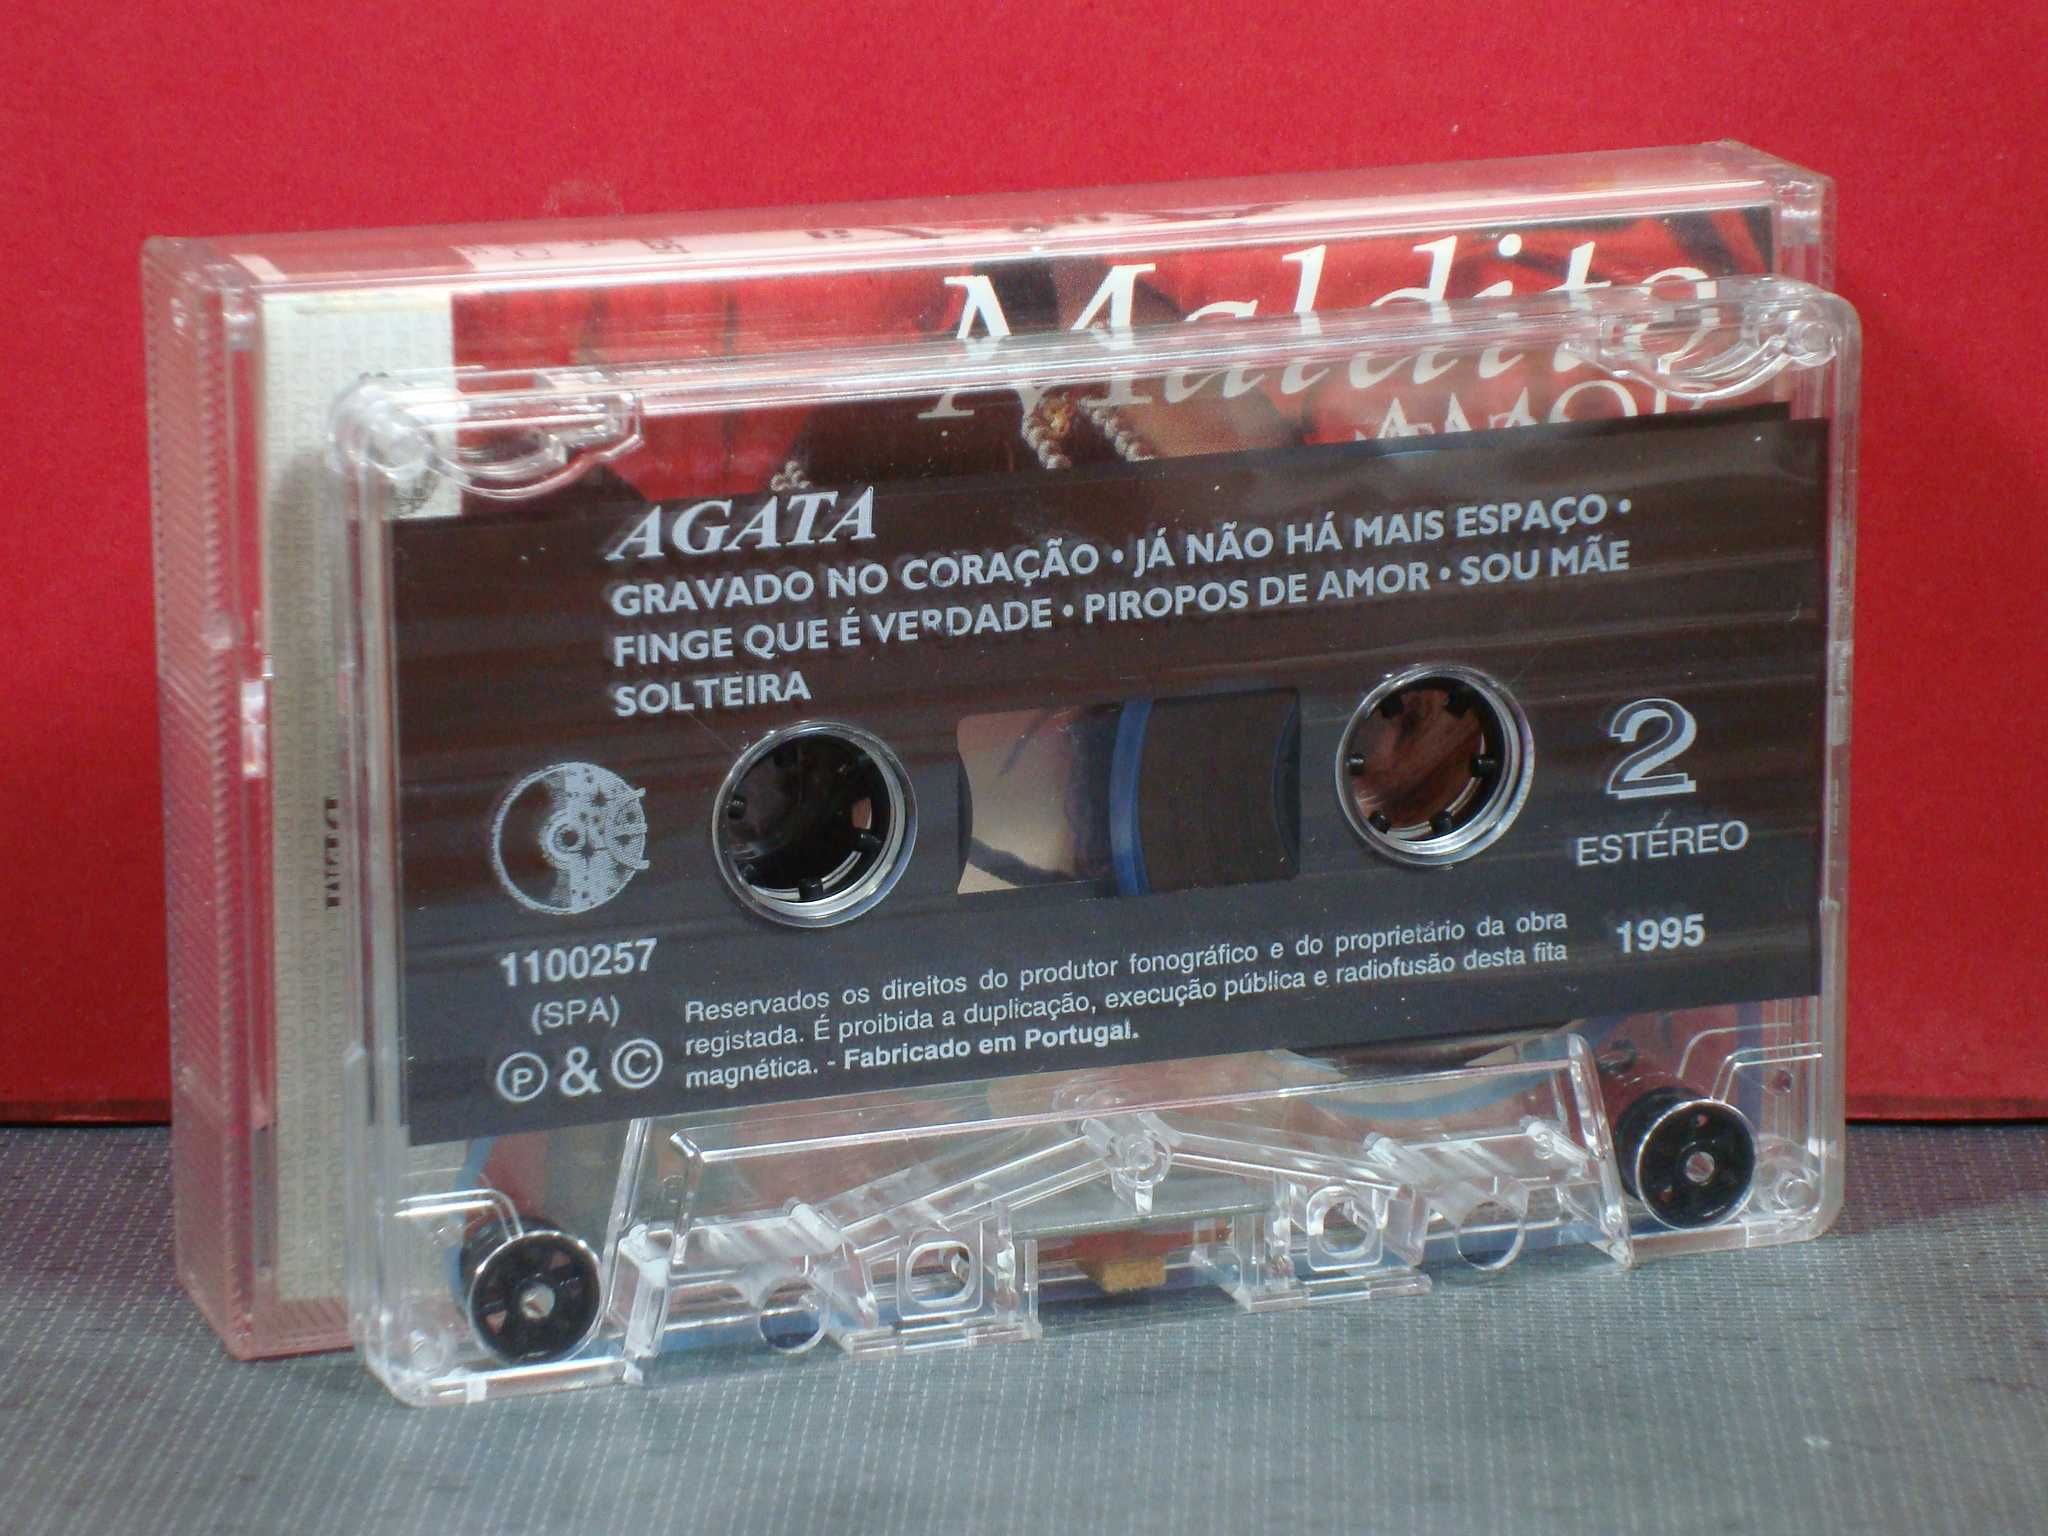 Maldito
AMOR
AGATA
GRAVADO NO CORAÇÃO • JÁ NÃO HÁ MAIS ESPAÇO •
FINGE QUE É VERDADE • PIROPOS DE AMOR • SOU MÃE
SOLTEIRA
2
ESTÉREO
1100257
(SPA)
Ⓟ & ©
Reservados os direitos do produtor fonográfico e do proprietário da obra
registada. É proibida a duplicação, execução pública e radiofusão desta fita
magnética. - Fabricado em Portugal.
1995